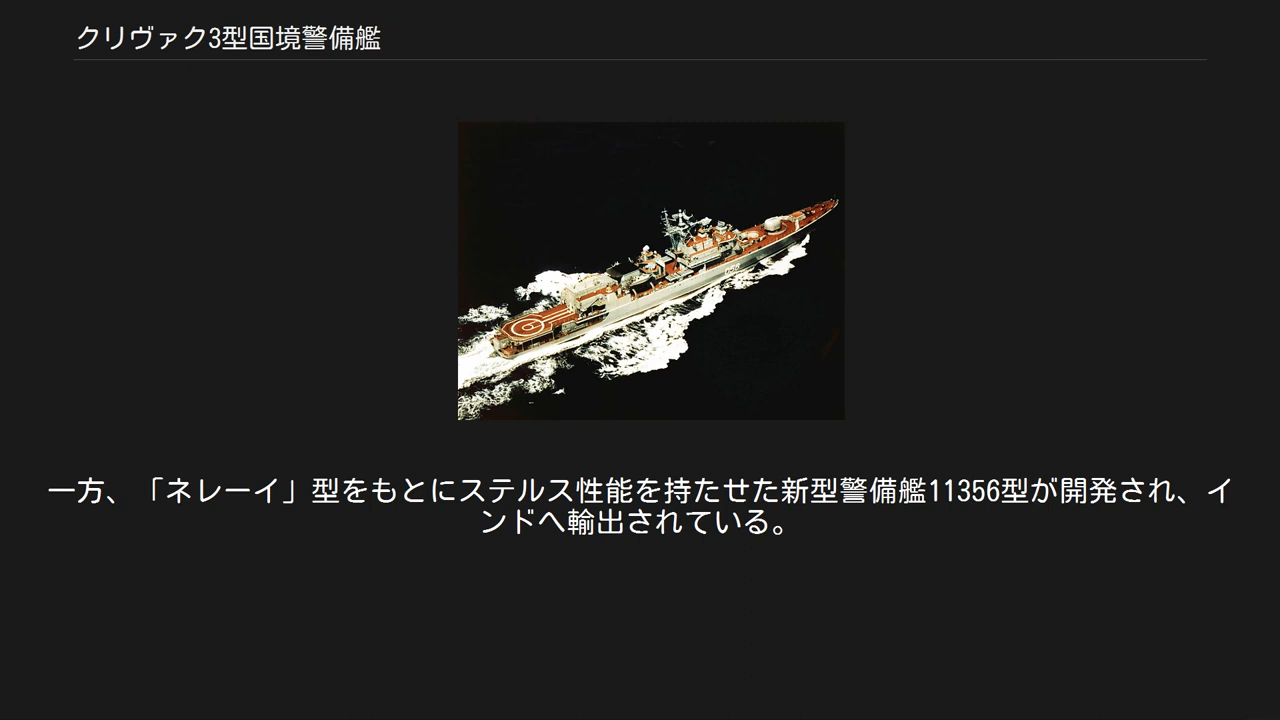 クリヴァク3型国境警備艦
一方、「ネレーイ」型をもとにステルス性能を持たせた新型警備艦11356型が開発され、イ
ンドへ輸出されている。